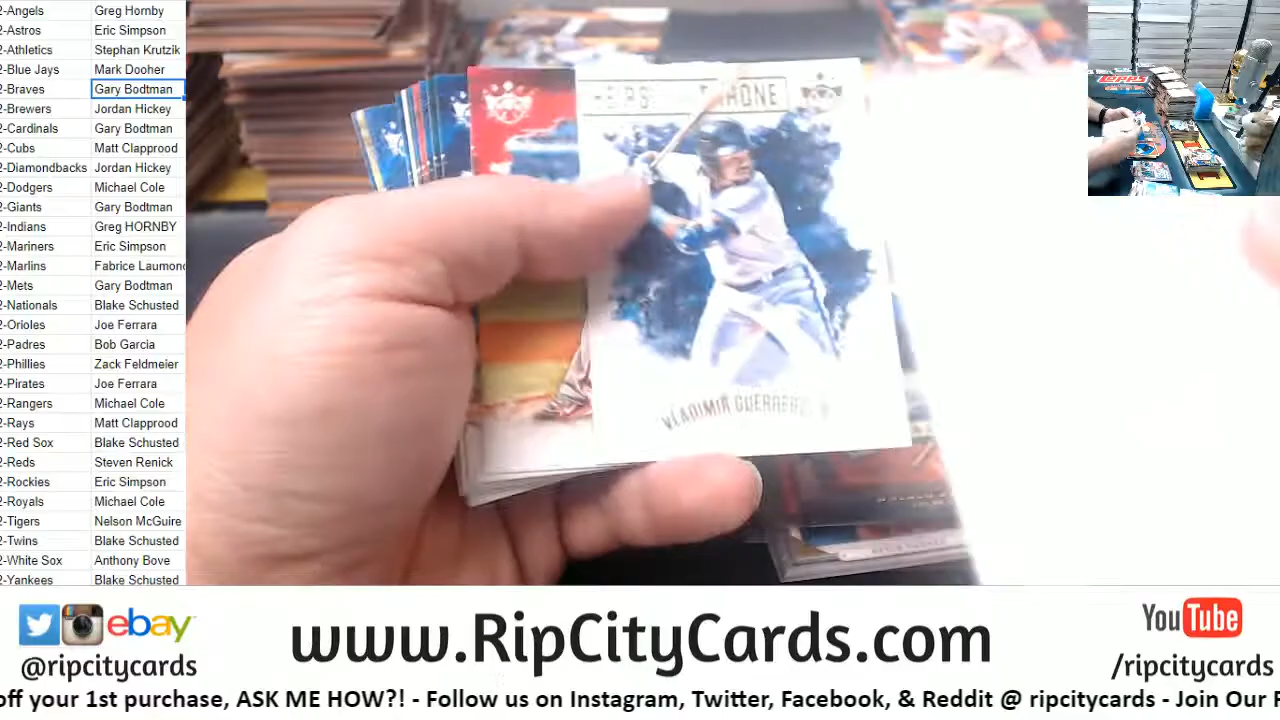 2-Angels Greg Hornby
2-Astros Eric Simpson
2-Athletics Stephan Krutzik
2-Blue Jays Mark Dooher
2-Braves Gary Bodtman
2-Brewers Jordan Hickey
2-Cardinals Gary Bodtman
2-Cubs Matt Clapprood
2-Diamondbacks Jordan Hickey
2-Dodgers Michael Cole
2-Giants Gary Bodtman
2-Indians Greg HORNBY
2-Mariners Eric Simpson
2-Marlins Fabrice Laumond
2-Mets Gary Bodtman
2-Nationals Blake Schusted
2-Orioles Joe Ferrara
2-Padres Bob Garcia
2-Phillies Zack Feldmeier
2-Pirates Joe Ferrara
2-Rangers Michael Cole
2-Rays Matt Clapprood
2-Red Sox Blake Schusted
2-Reds Steven Renick
2-Rockies Eric Simpson
2-Royals Michael Cole
2-Tigers Nelson McGuire
2-Twins Blake Schusted
2-White Sox Anthony Bove
2-Yankees Blake Schusted
HEIRS
VLADIMIR GUERRERO
Topps
ebay
@ripcitycards
www.RipCityCards.com
YouTube
/ripcitycards
off your 1st purchase, ASK ME HOW?! - Follow us on Instagram, Twitter, Facebook, & Reddit @ ripcitycards - Join Our